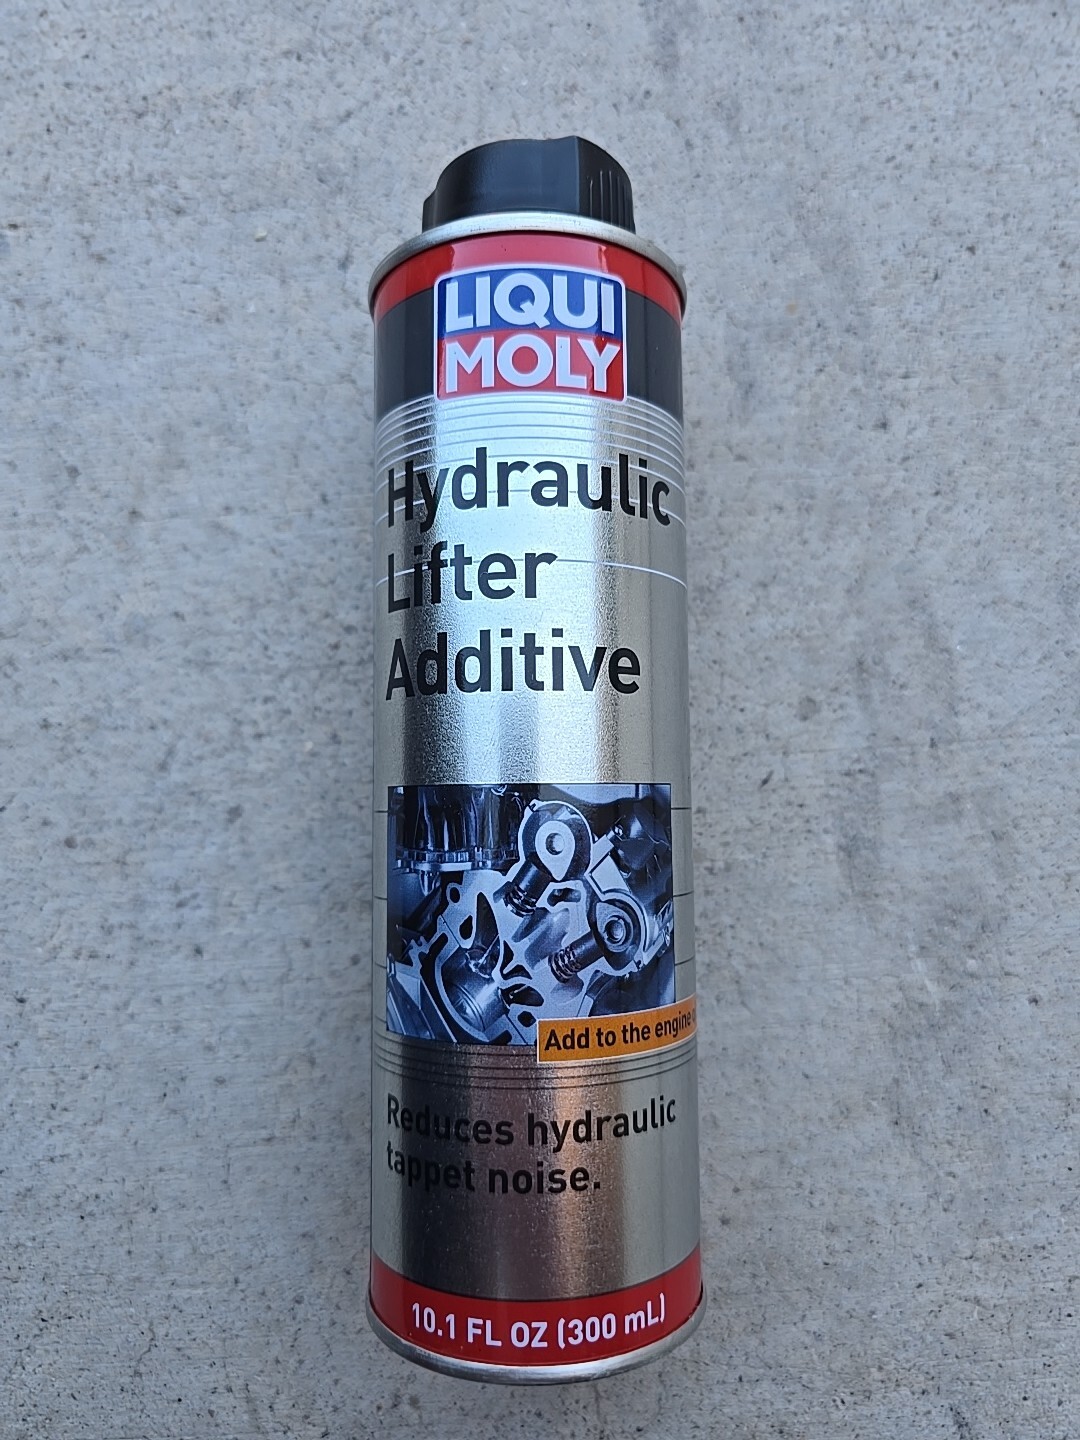 LIQUI
MOLY
Hydraulic
Lifter
Additive
Add to the engine
Reduces hydraulic
tappet noise.
10.1 FL OZ (300 mL)